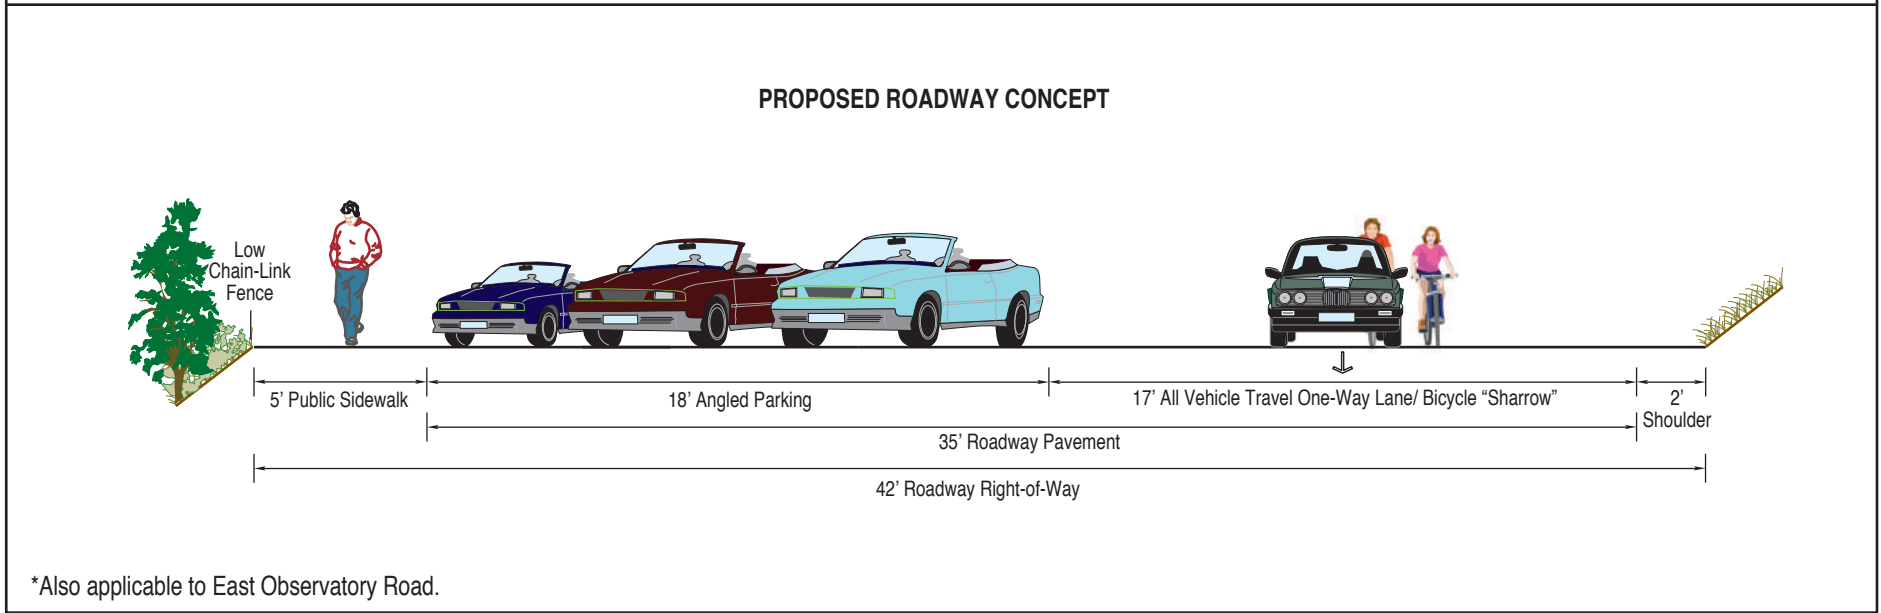 PROPOSED ROADWAY CONCEPT
Low
Chain-Link
Fence
5’ Public Sidewalk
18’ Angled Parking
17’ All Vehicle Travel One-Way Lane/ Bicycle “Sharrow”
2’
Shoulder
35’ Roadway Pavement
42’ Roadway Right-of-Way
*Also applicable to East Observatory Road.